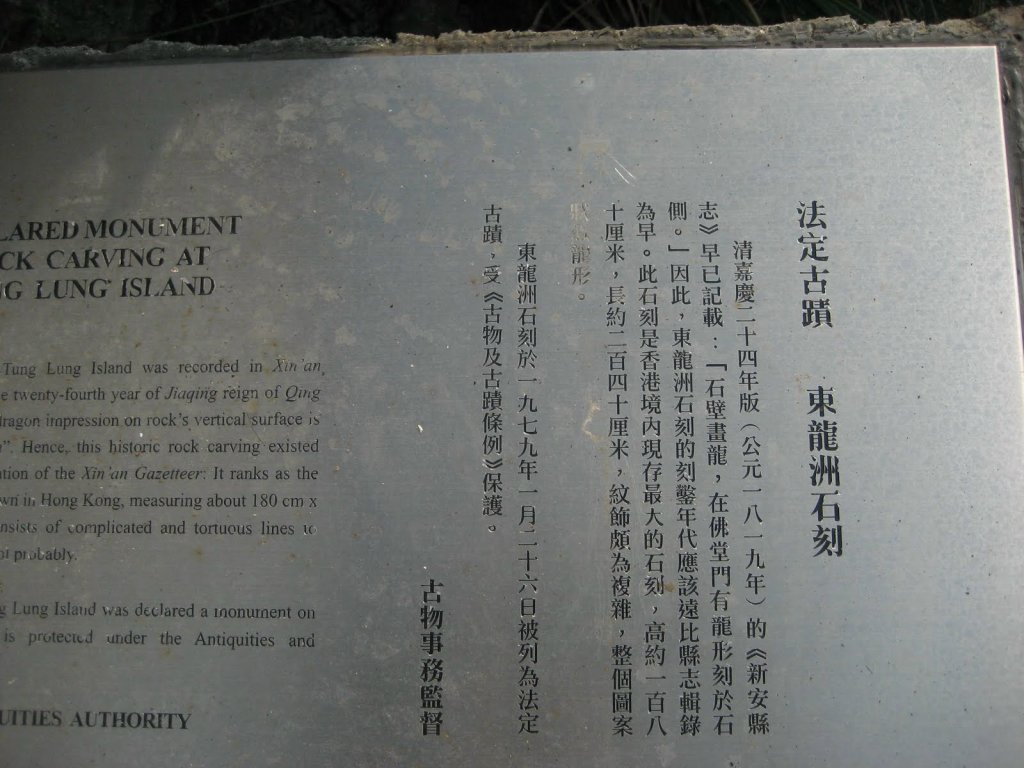 法定古蹟　東龍洲石刻
清嘉慶二十四年版（公元一八一九年）的《新安縣
志》早已記載：「石壁畫龍，在佛堂門有龍形刻於石
側。」因此，東龍洲石刻的刻鑿年代應該遠比縣志輯錄
為早。此石刻是香港境內現存最大的石刻，高約一百八
十厘米，長約二百四十厘米，紋飾頗為複雜，整個圖案
龍形。
東龍洲石刻於一九七九年一月二十六日被列為法定
古蹟，受《古物及古蹟條例》保護。
古物事務監督
LARED MONUMENT
CK CARVING AT
NG LUNG ISLAND
Tung Lung Island was recorded in Xin'an
e twenty-fourth year of Jiaqing reign of Qing
dragon impression on rock's vertical surface is
”. Hence, this historic rock carving existed
tion of the Xin'an Gazetteer. It ranks as the
wn in Hong Kong, measuring about 180 cm x
nsists of complicated and tortuous lines to
probably.
g Lung Island was declared a monument on
is protected under the Antiquities and
UITIES AUTHORITY